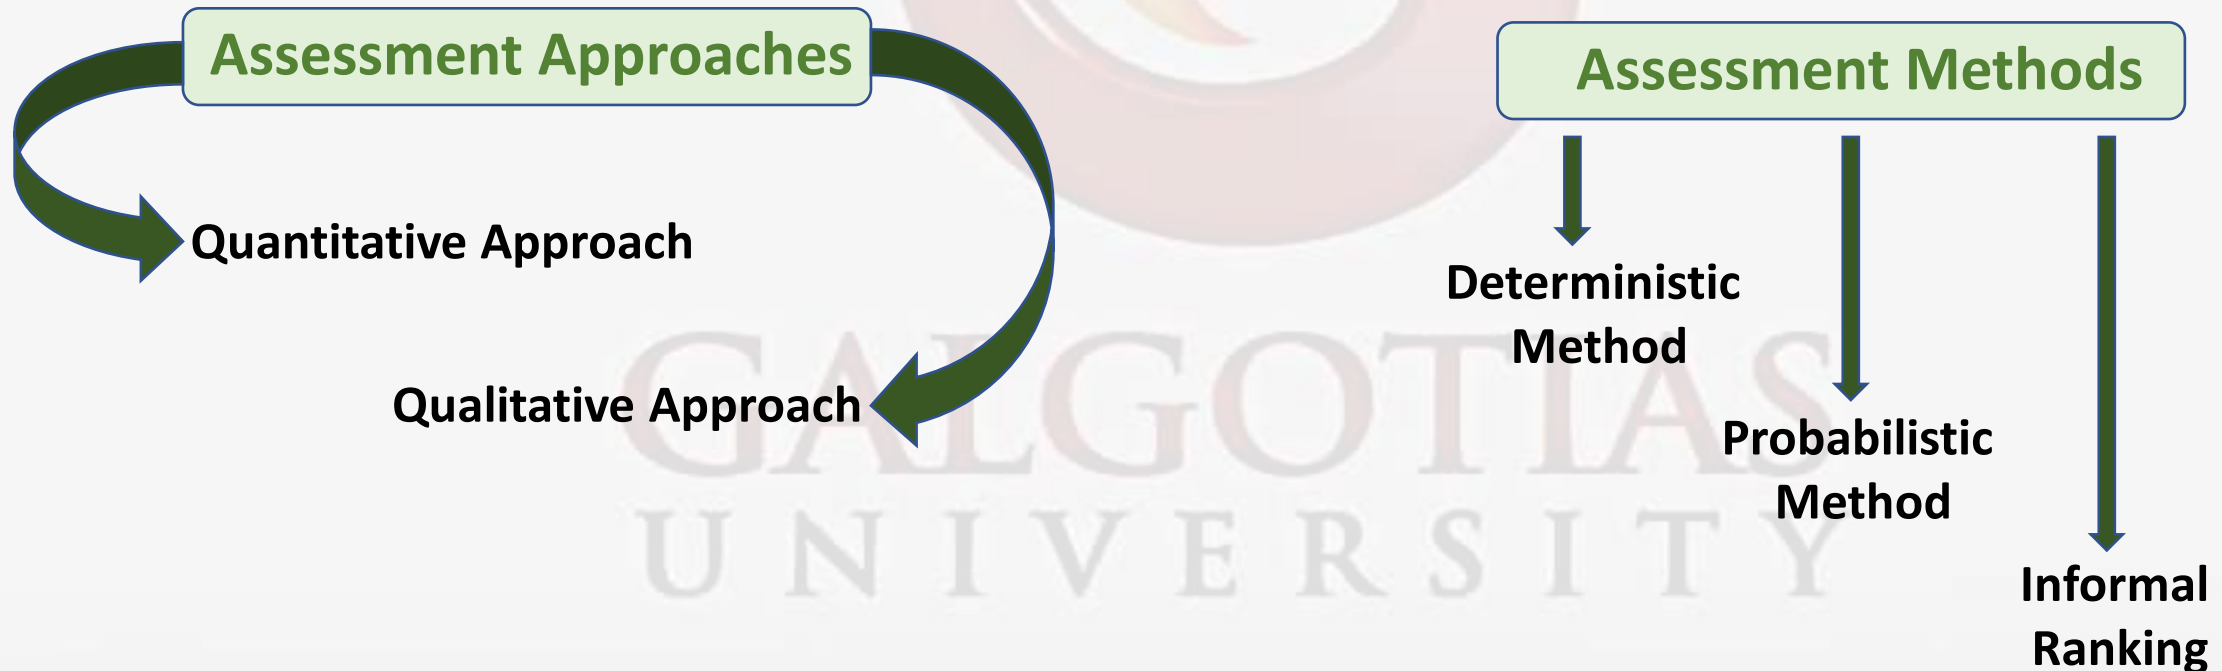 Assessment Approaches
Quantitative Approach
Qualitative Approach
Assessment Methods
Deterministic
Method
Probabilistic
Method
Informal
Ranking
GALGOTIAS
UNIVERSITY